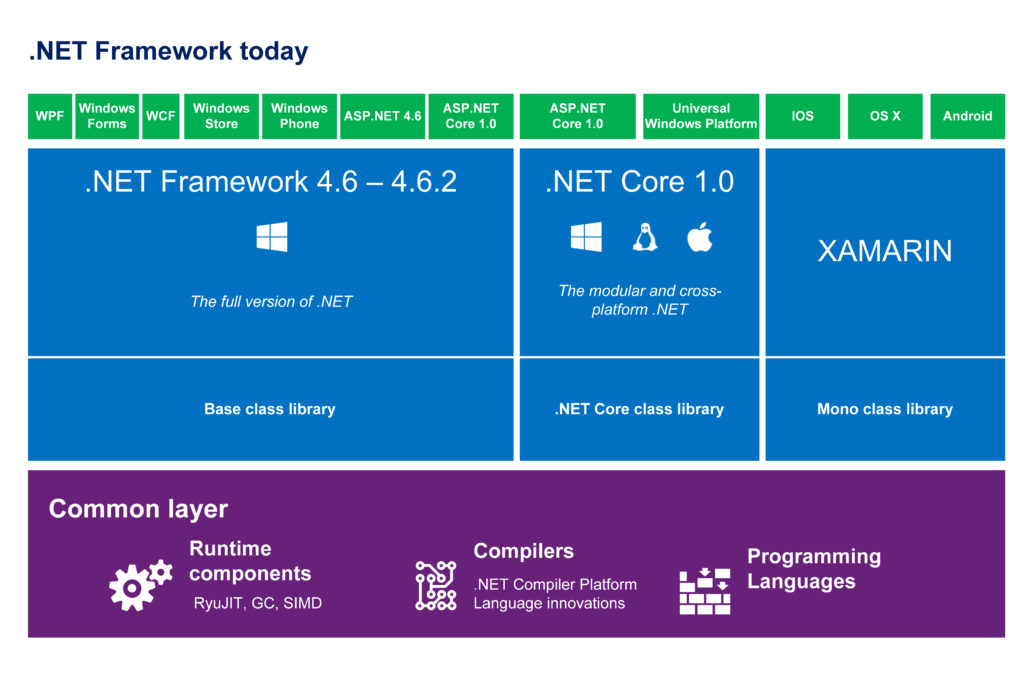 .NET Framework today
WPF
Windows
Forms
WCF
Windows
Store
Windows
Phone
ASP.NET 4.6
ASP.NET
Core 1.0
ASP.NET
Core 1.0
Universal
Windows Platform
IOS
OS X
Android
.NET Framework 4.6 – 4.6.2
The full version of .NET
.NET Core 1.0
The modular and cross-
platform .NET
XAMARIN
Base class library
.NET Core class library
Mono class library
Common layer
Runtime
components
RyuJIT, GC, SIMD
Compilers
.NET Compiler Platform
Language innovations
Programming
Languages